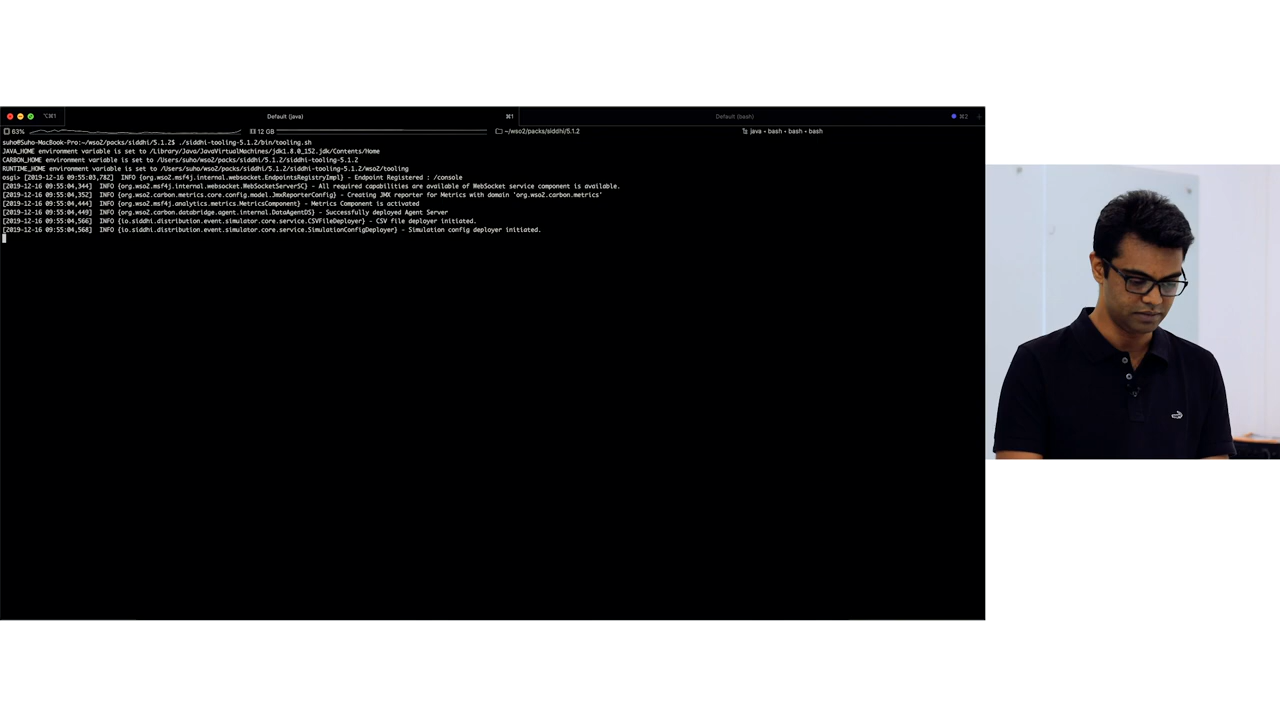 ⌥⌘1
Default (java)
⌘1
Default (bash)
⌘2
63%
12 GB
~/wso2/packs/siddhi/5.1.2
java • bash • bash • bash
suho@Suho-MacBook-Pro:~/wso2/packs/siddhi/5.1.2$ ./siddhi-tooling-5.1.2/bin/tooling.sh
JAVA_HOME environment variable is set to /Library/Java/JavaVirtualMachines/jdk1.8.0_152.jdk/Contents/Home
CARBON_HOME environment variable is set to /Users/suho/wso2/packs/siddhi/5.1.2/siddhi-tooling-5.1.2
RUNTIME_HOME environment variable is set to /Users/suho/wso2/packs/siddhi/5.1.2/siddhi-tooling-5.1.2/wso2/tooling
osgi> [2019-12-16 09:55:03,782]  INFO {org.wso2.msf4j.internal.websocket.EndpointsRegistryImpl} - Endpoint Registered : /console
[2019-12-16 09:55:04,344]  INFO {org.wso2.msf4j.internal.websocket.WebSocketServerSC} - All required capabilities are available of WebSocket service component is available.
[2019-12-16 09:55:04,352]  INFO {org.wso2.carbon.metrics.core.config.model.JmxReporterConfig} - Creating JMX reporter for Metrics with domain 'org.wso2.carbon.metrics'
[2019-12-16 09:55:04,444]  INFO {org.wso2.msf4j.analytics.metrics.MetricsComponent} - Metrics Component is activated
[2019-12-16 09:55:04,449]  INFO {org.wso2.carbon.databridge.agent.internal.DataAgentDS} - Successfully deployed Agent Server
[2019-12-16 09:55:04,566]  INFO {io.siddhi.distribution.event.simulator.core.service.CSVFileDeployer} - CSV file deployer initiated.
[2019-12-16 09:55:04,568]  INFO {io.siddhi.distribution.event.simulator.core.service.SimulationConfigDeployer} - Simulation config deployer initiated.